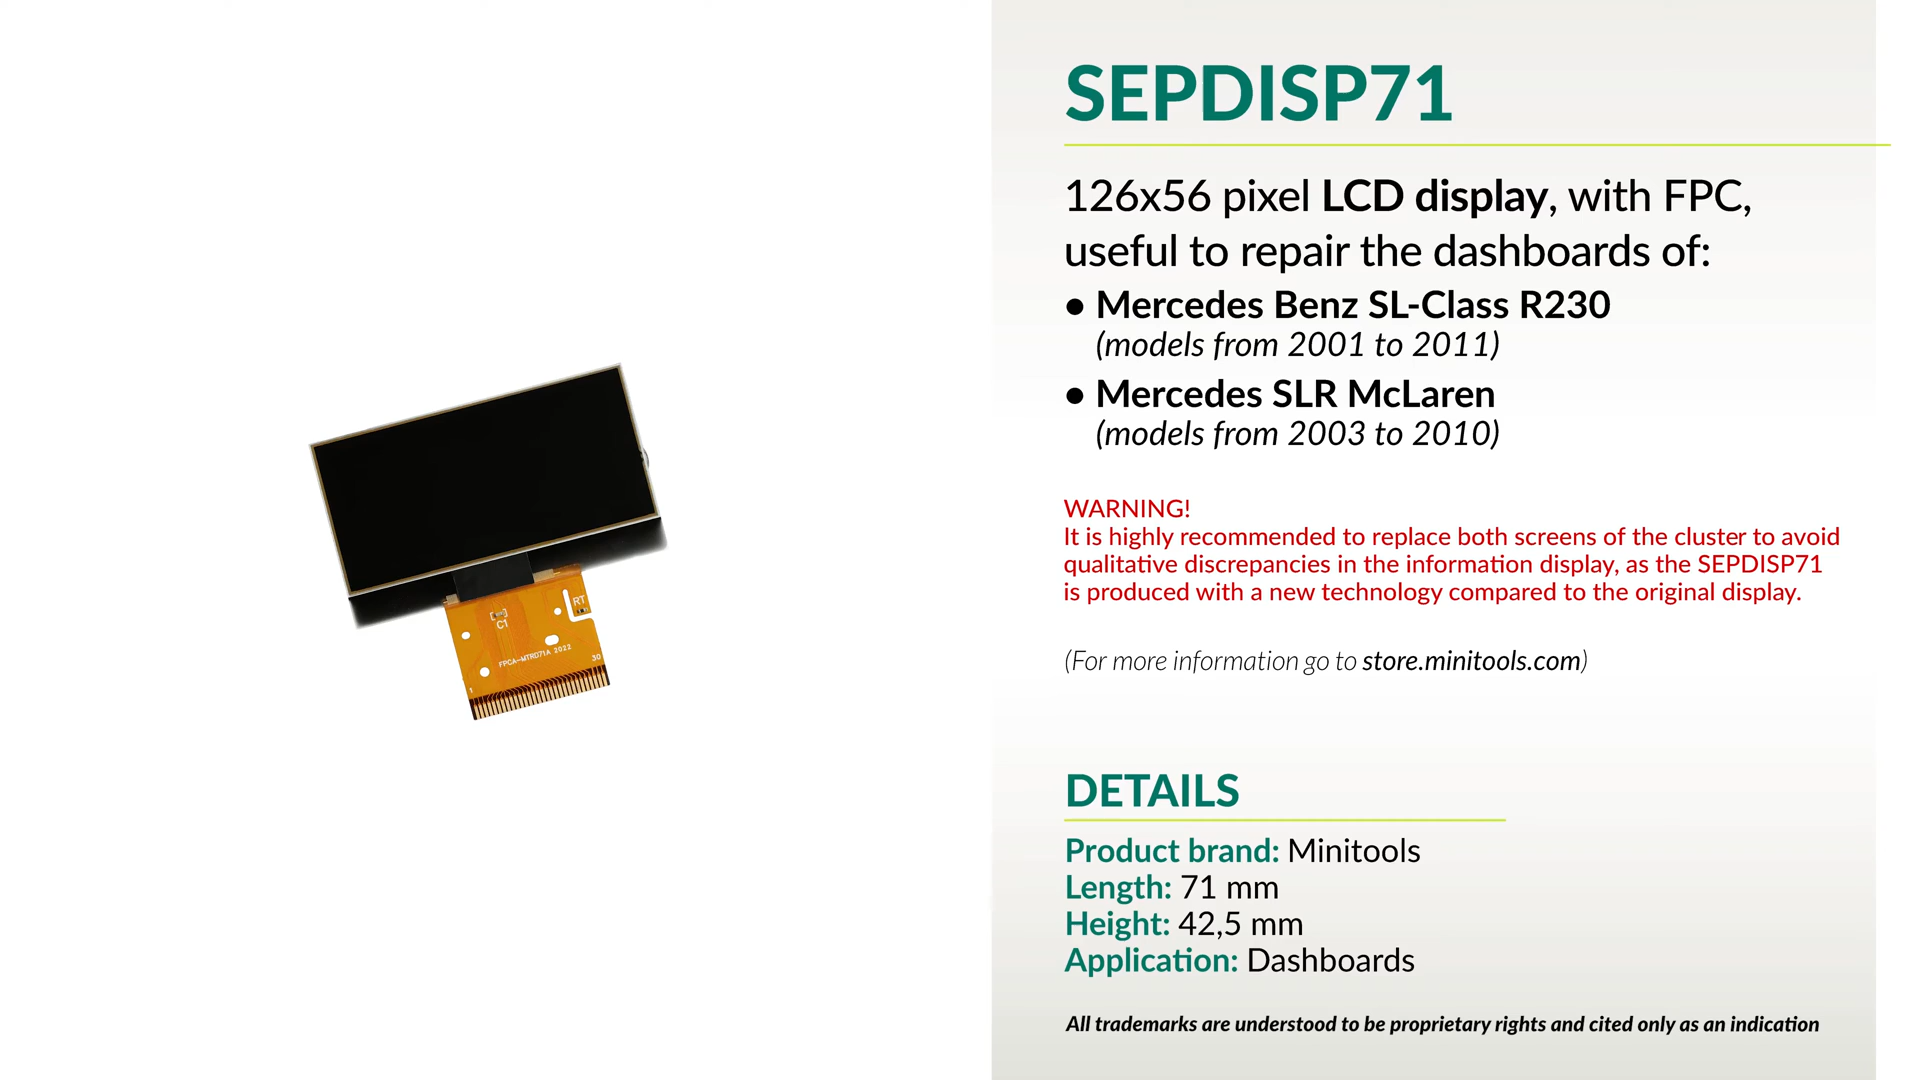 SEPDISP71
126x56 pixel LCD display, with FPC,
useful to repair the dashboards of:
• Mercedes Benz SL-Class R230
(models from 2001 to 2011)
• Mercedes SLR McLaren
(models from 2003 to 2010)
WARNING!
It is highly recommended to replace both screens of the cluster to avoid
qualitative discrepancies in the information display, as the SEPDISP71
is produced with a new technology compared to the original display.
(For more information go to store.minitools.com)
DETAILS
Product brand: Minitools
Length: 71 mm
Height: 42,5 mm
Application: Dashboards
All trademarks are understood to be proprietary rights and cited only as an indication
RT
C1
FPCA-MTRD71A 2022
30
1